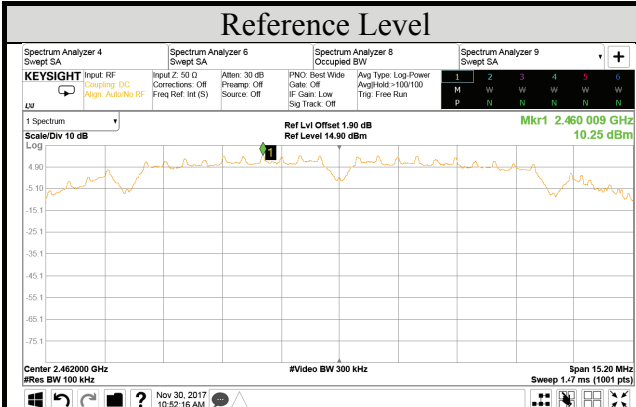 Reference Level
Spectrum Analyzer 4
Swept SA
Spectrum Analyzer 6
Swept SA
Spectrum Analyzer 8
Occupied BW
Spectrum Analyzer 9
Swept SA
KEYSIGHT
Input: RF
Coupling: DC
Align: Auto/No RF
Input Z: 50 Ω
Corrections: Off
Freq Ref: Int (S)
Atten: 30 dB
Preamp: Off
Source: Off
PNO: Best Wide
Gate: Off
IF Gain: Low
Sig Track: Off
Avg Type: Log-Power
Avg|Hold:>100/100
Trig: Free Run
1 2 3 4 5 6
M W W W W W
P N N N N N
LXI
1 Spectrum
Scale/Div 10 dB
Log
Ref Lvl Offset 1.90 dB
Ref Level 14.90 dBm
Mkr1 2.460 009 GHz
10.25 dBm
1
4.90
-5.10
-15.1
-25.1
-35.1
-45.1
-55.1
-65.1
-75.1
Center 2.462000 GHz
#Video BW 300 kHz
Span 15.20 MHz
#Res BW 100 kHz
Sweep 1.47 ms (1001 pts)
?
Nov 30, 2017
10:52:16 AM